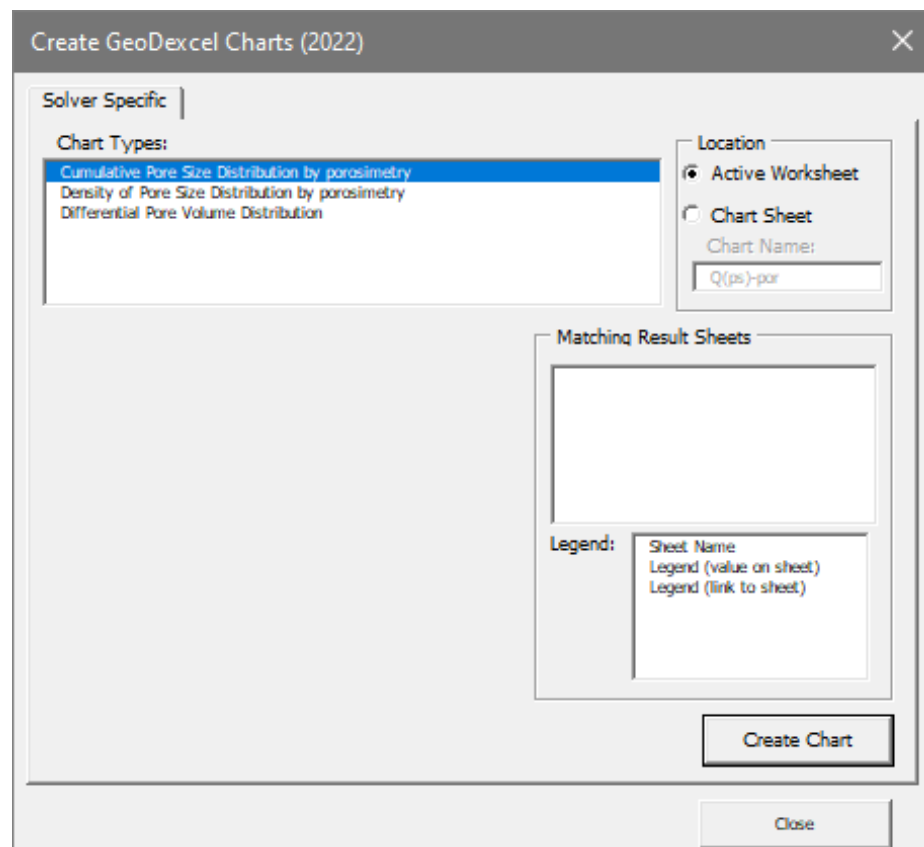 Create GeoDexcel Charts (2022)
Solver Specific
Chart Types:
Cumulative Pore Size Distribution by porosimetry
Density of Pore Size Distribution by porosimetry
Differential Pore Volume Distribution
Location
Active Worksheet
Chart Sheet
Chart Name:
Q(ps)-por
Matching Result Sheets
Legend:
Sheet Name
Legend (value on sheet)
Legend (link to sheet)
Create Chart
Close